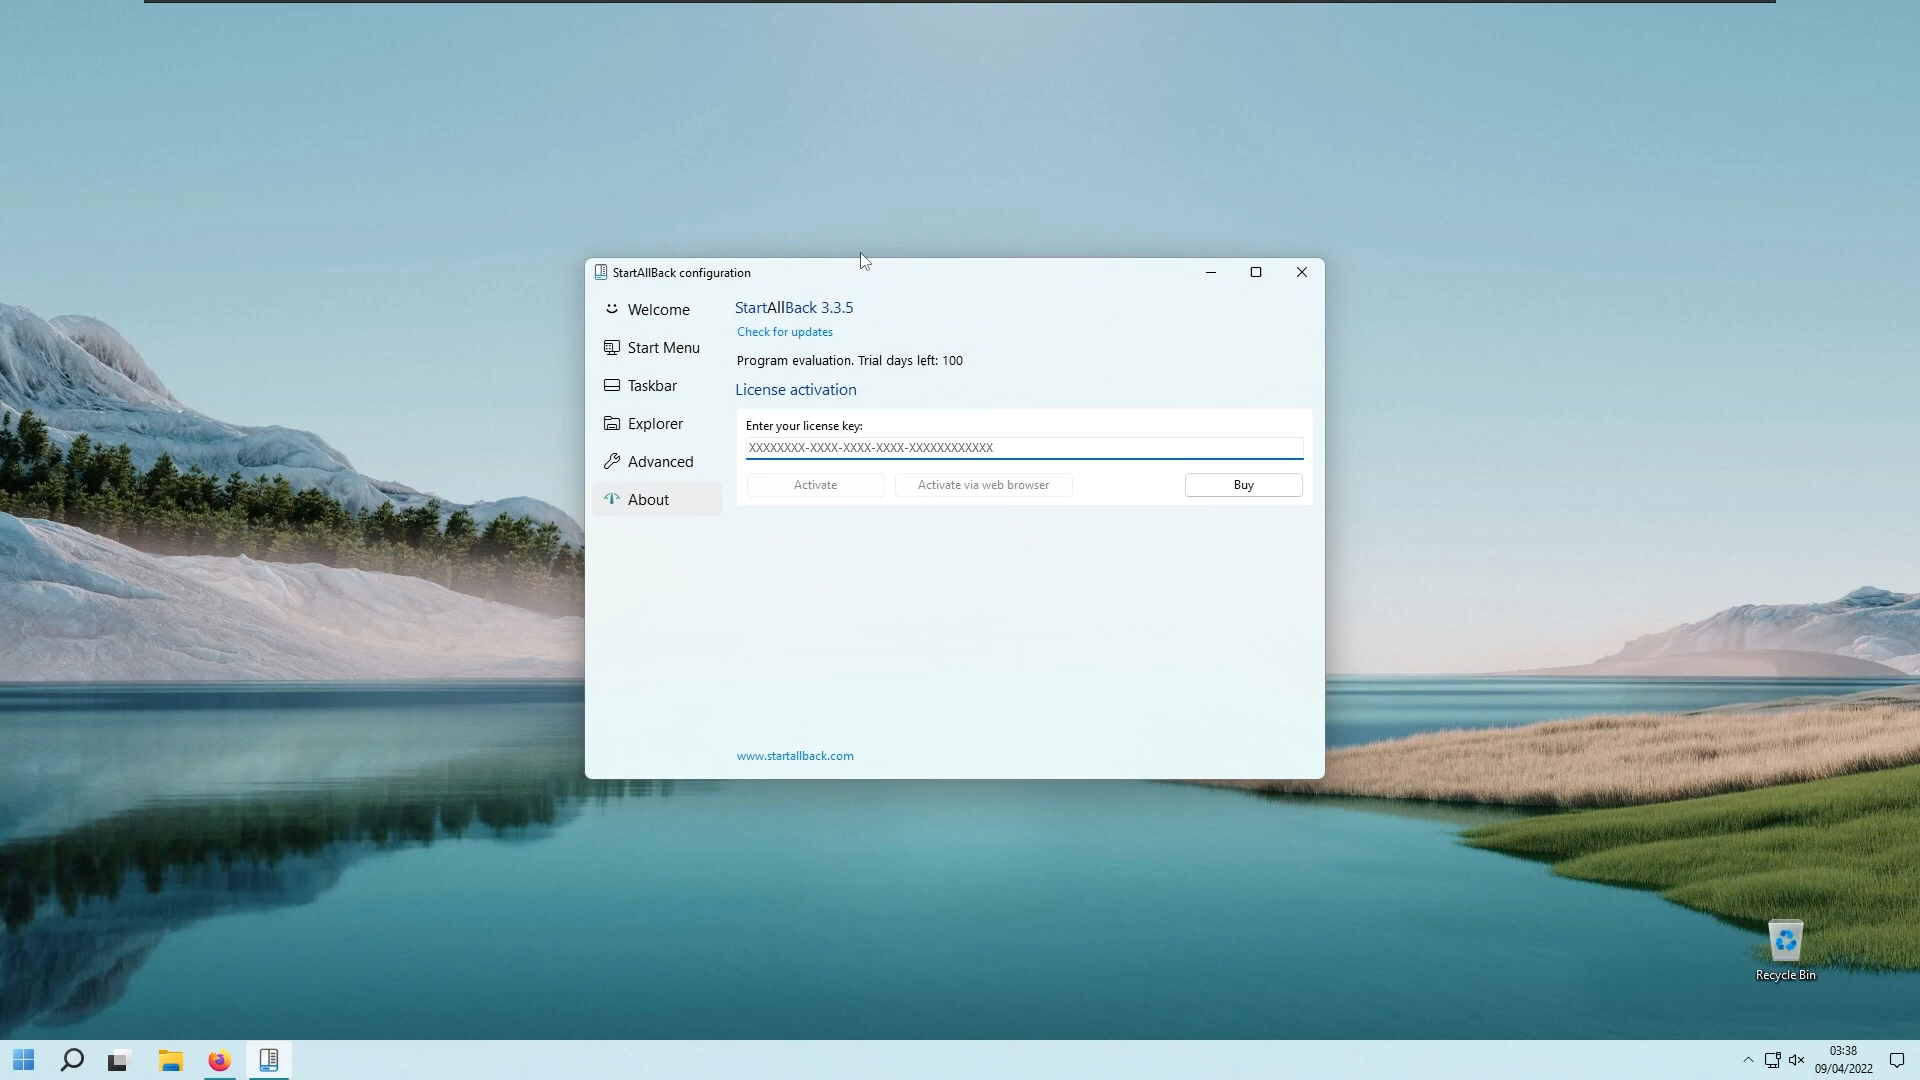 StartAllBack configuration
Welcome
Start Menu
Taskbar
Explorer
Advanced
About
StartAllBack 3.3.5
Check for updates
Program evaluation. Trial days left: 100
License activation
Enter your license key:
XXXXXXXX-XXXX-XXXX-XXXX-XXXXXXXXXXXX
Activate
Activate via web browser
Buy
www.startallback.com
Recycle Bin
03:38
09/04/2022